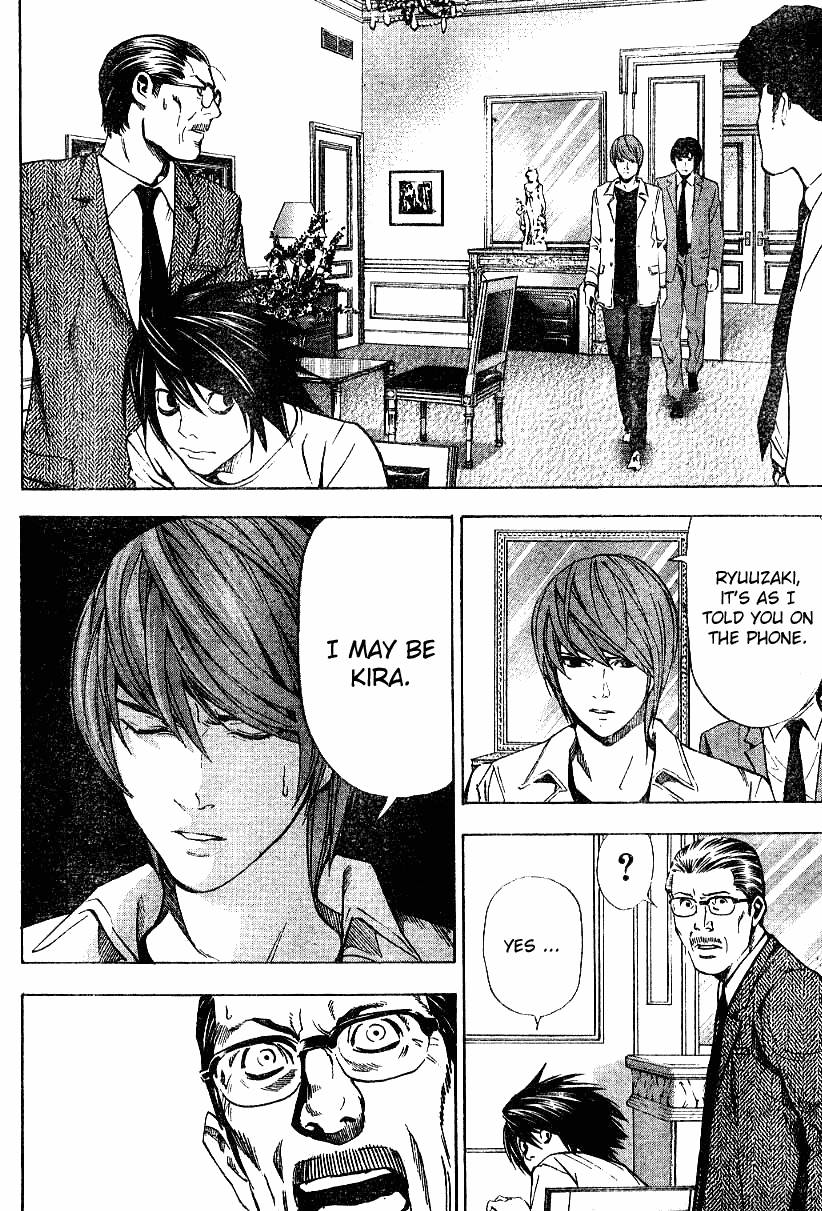 RYUUZAKI,
IT'S AS I
TOLD YOU ON
THE PHONE.
?
YES ...
I MAY BE
KIRA.